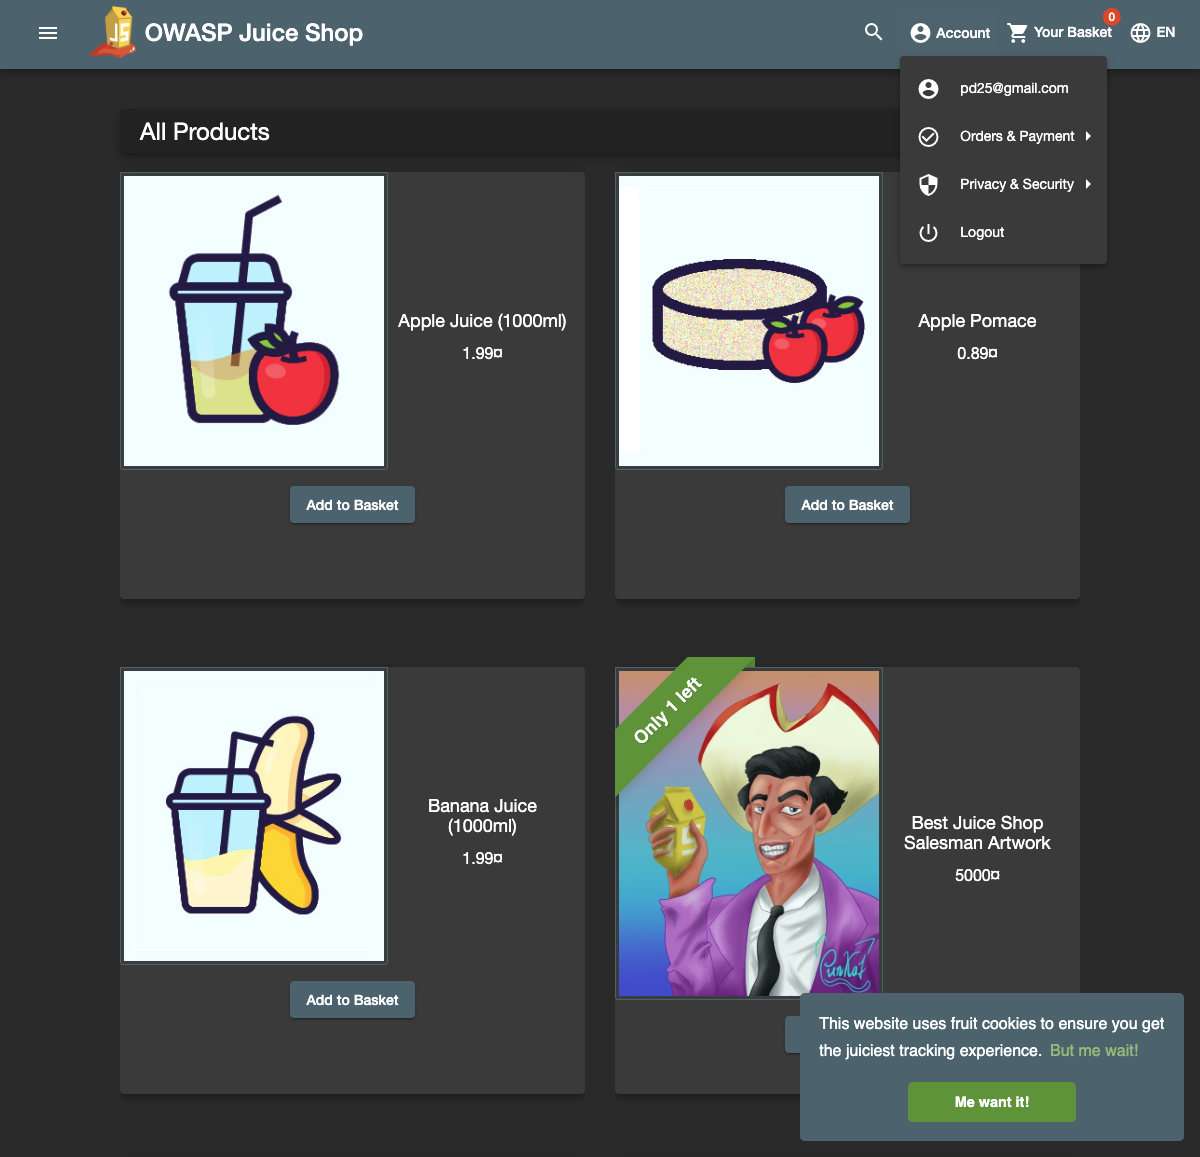 OWASP Juice Shop
Account
Your Basket
0
EN
pd25@gmail.com
Orders & Payment
Privacy & Security
Logout
All Products
Apple Juice (1000ml)
1.99¤
Add to Basket
Apple Pomace
0.89¤
Add to Basket
Banana Juice
(1000ml)
1.99¤
Add to Basket
Only 1 left
Best Juice Shop
Salesman Artwork
5000¤
This website uses fruit cookies to ensure you get
the juiciest tracking experience. But me wait!
Me want it!